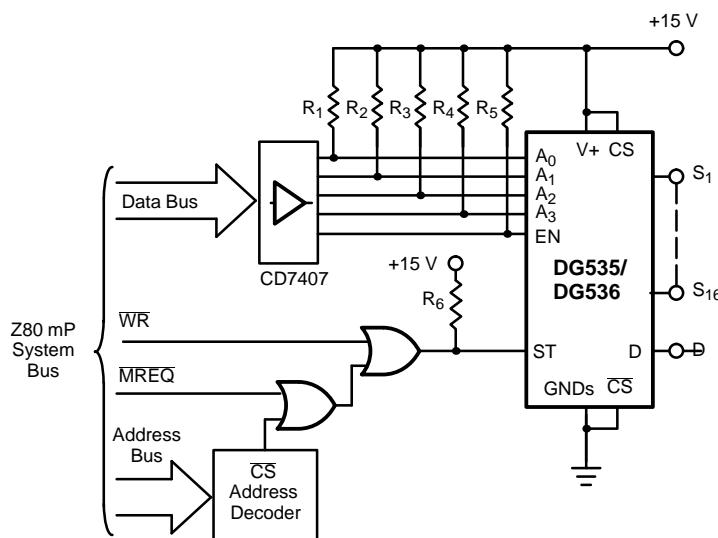 +15 V
R1 R2 R3 R4 R5
V+ CS
A0
A1
A2
A3
EN
S1
Data Bus
CD7407
+15 V
DG535/
DG536
R6
S16
Z80 mP
System
Bus
WR
ST
D
D
MREQ
GNDs
CS
Address
Bus
CS
Address
Decoder